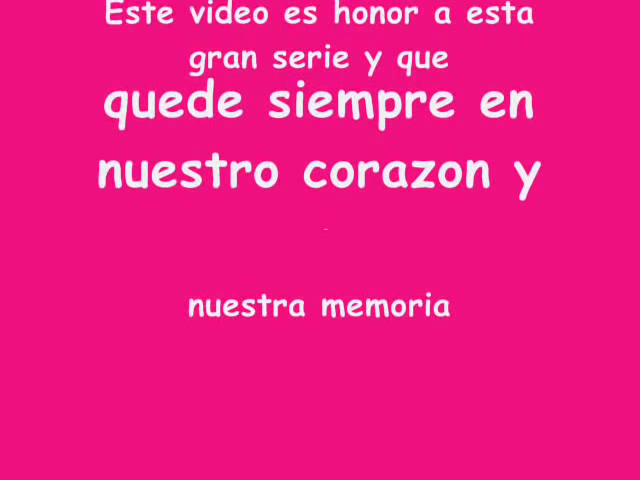 Este video es honor a esta
gran serie y que
quede siempre en
nuestro corazon y
nuestra memoria